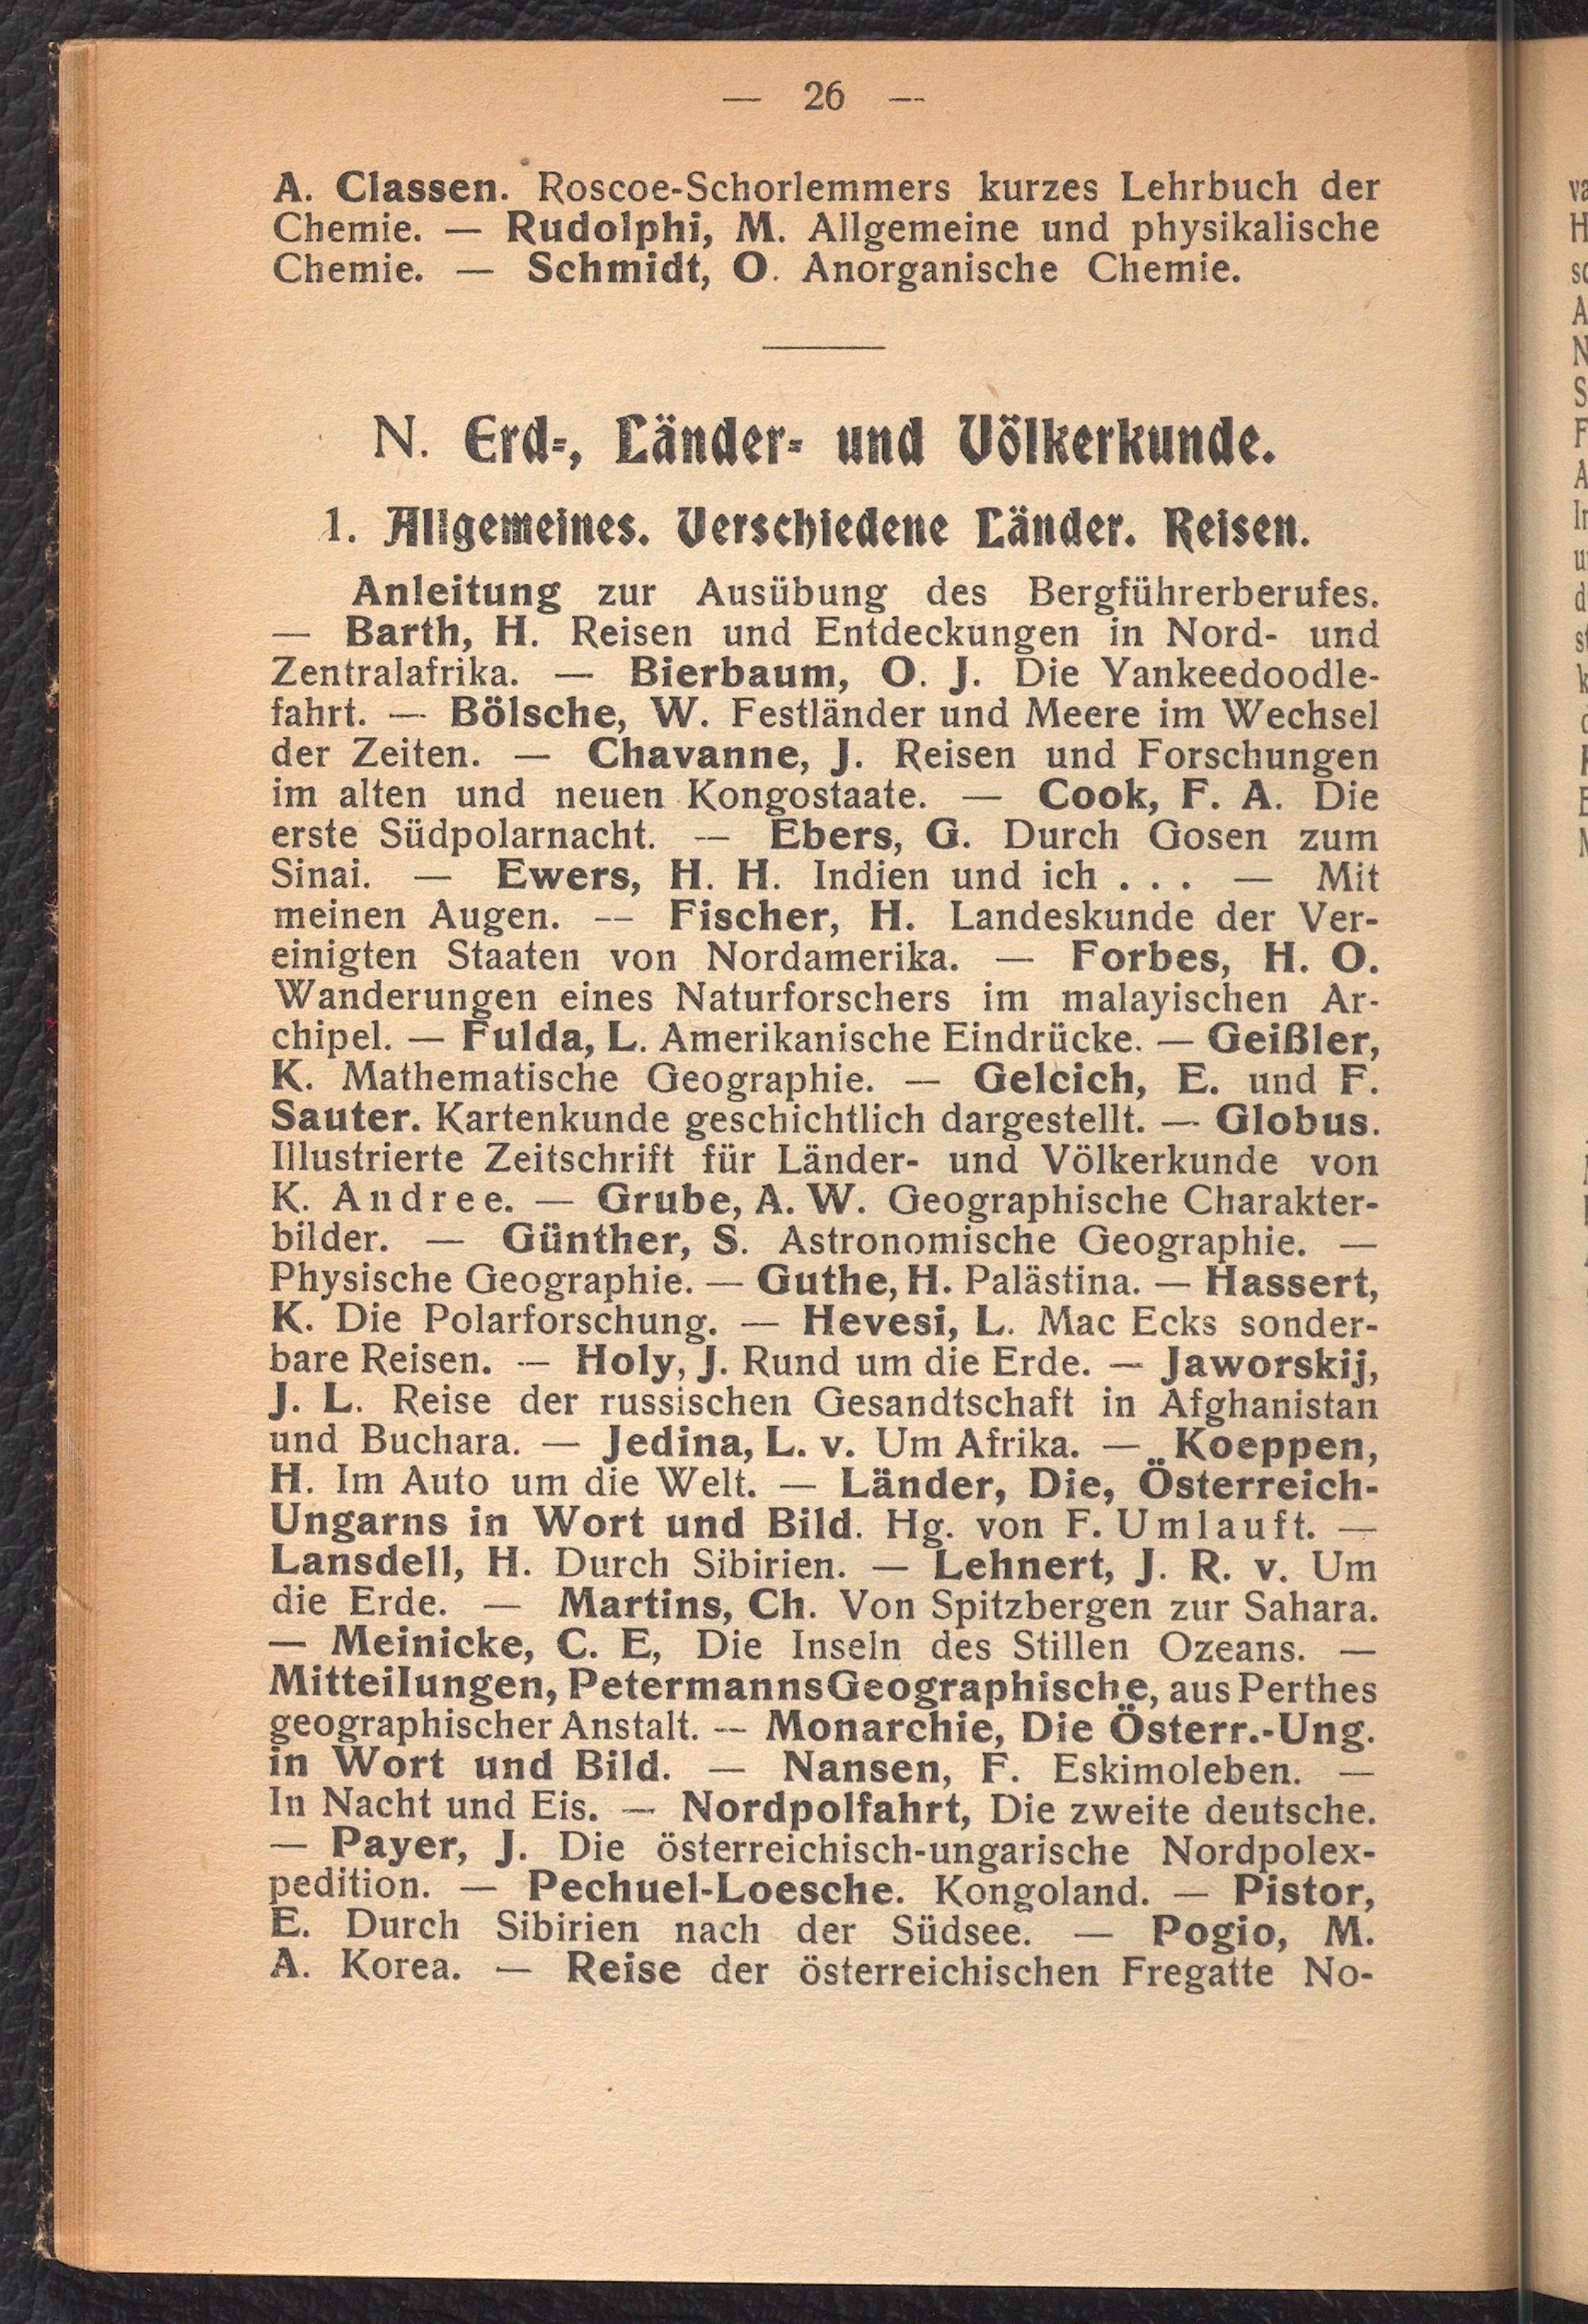 — 26 —
A. Classen. Roscoe-Schorlemmers kurzes Lehrbuch der
Chemie. — Rudolphi, M. Allgemeine und physikalische
Chemie. — Schmidt, O. Anorganische Chemie.
N. Erd-, Länder- und Völkerkunde.
1. Allgemeines. Verschiedene Länder. Reisen.
Anleitung zur Ausübung des Bergführerberufes.
— Barth, H. Reisen und Entdeckungen in Nord- und
Zentralafrika. — Bierbaum, O. J. Die Yankeedoodle-
fahrt. — Bölsche, W. Festländer und Meere im Wechsel
der Zeiten. — Chavanne, J. Reisen und Forschungen
im alten und neuen Kongostaate. — Cook, F. A. Die
erste Südpolarnacht. — Ebers, G. Durch Gosen zum
Sinai. — Ewers, H. H. Indien und ich . . . — Mit
meinen Augen. — Fischer, H. Landeskunde der Ver-
einigten Staaten von Nordamerika. — Forbes, H. O.
Wanderungen eines Naturforschers im malayischen Ar-
chipel. — Fulda, L. Amerikanische Eindrücke. — Geißler,
K. Mathematische Geographie. — Gelcich, E. und F.
Sauter. Kartenkunde geschichtlich dargestellt. — Globus.
Illustrierte Zeitschrift für Länder- und Völkerkunde von
K. Andree. — Grube, A. W. Geographische Charakter-
bilder. — Günther, S. Astronomische Geographie. —
Physische Geographie. — Guthe, H. Palästina. — Hassert,
K. Die Polarforschung. — Hevesi, L. Mac Ecks sonder-
bare Reisen. — Holy, J. Rund um die Erde. — Jaworskij,
J. L. Reise der russischen Gesandtschaft in Afghanistan
und Buchara. — Jedina, L. v. Um Afrika. — Koeppen,
H. Im Auto um die Welt. — Länder, Die, Österreich-
Ungarns in Wort und Bild. Hg. von F. Umlauft. —
Lansdell, H. Durch Sibirien. — Lehnert, J. R. v. Um
die Erde. — Martins, Ch. Von Spitzbergen zur Sahara.
— Meinicke, C. E, Die Inseln des Stillen Ozeans. —
Mitteilungen, Petermanns Geographische, aus Perthes
geographischer Anstalt. — Monarchie, Die Österr.-Ung.
in Wort und Bild. — Nansen, F. Eskimoleben. —
In Nacht und Eis. — Nordpolfahrt, Die zweite deutsche.
— Payer, J. Die österreichisch-ungarische Nordpolex-
pedition. — Pechuel-Loesche. Kongoland. — Pistor,
E. Durch Sibirien nach der Südsee. — Pogio, M.
A. Korea. — Reise der österreichischen Fregatte No-